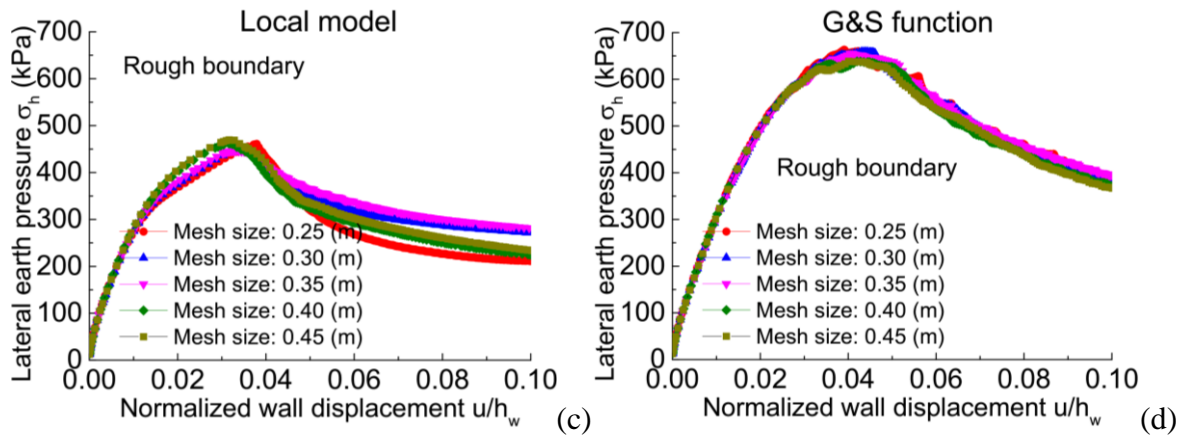 Local model
Lateral earth pressure σh (kPa)
700
600
500
400
300
200
100
0
Rough boundary
Mesh size: 0.25 (m)
Mesh size: 0.30 (m)
Mesh size: 0.35 (m)
Mesh size: 0.40 (m)
Mesh size: 0.45 (m)
0.00 0.02 0.04 0.06 0.08 0.10
Normalized wall displacement u/hw
(c)
G&S function
Lateral earth pressure σh (kPa)
700
600
500
400
300
200
100
0
Rough boundary
Mesh size: 0.25 (m)
Mesh size: 0.30 (m)
Mesh size: 0.35 (m)
Mesh size: 0.40 (m)
Mesh size: 0.45 (m)
0.00 0.02 0.04 0.06 0.08 0.10
Normalized wall displacement u/hw
(d)